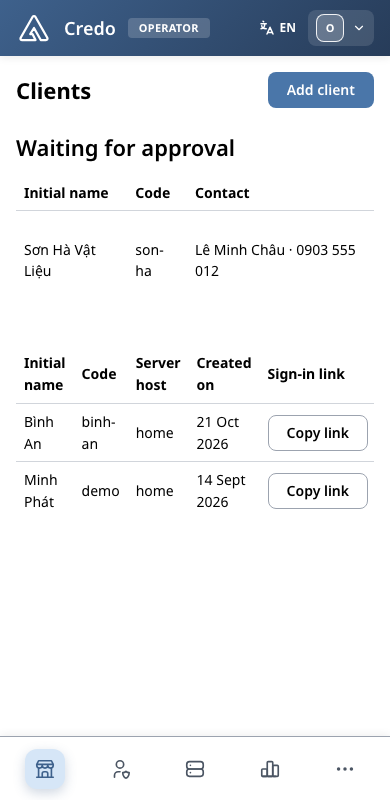 Credo OPERATOR EN O
Clients Add client
Waiting for approval
Initial name Code Contact
Sơn Hà Vật Liệu son-ha Lê Minh Châu · 0903 555 012
Initial name Code Server host Created on Sign-in link
Bình An binh-an home 21 Oct 2026 Copy link
Minh Phát demo home 14 Sept 2026 Copy link